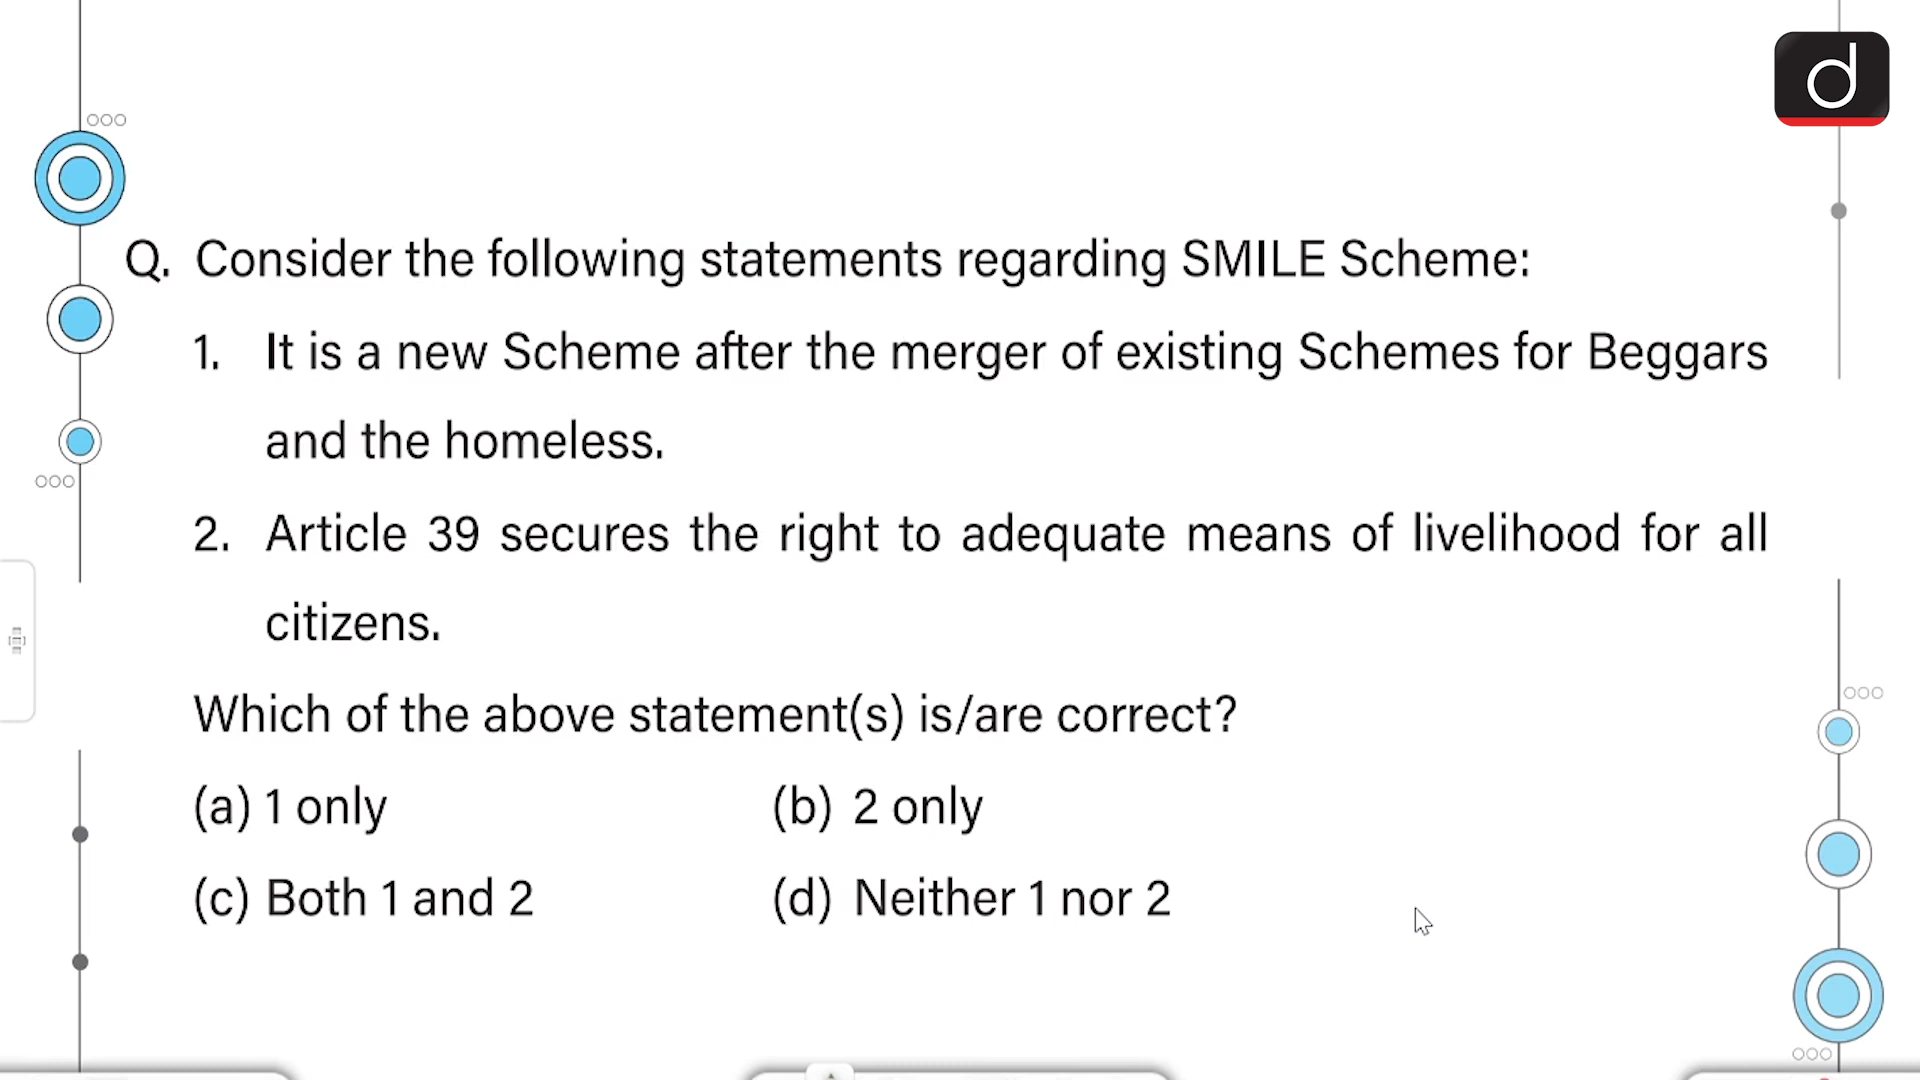 d
Q. Consider the following statements regarding SMILE Scheme:
1. It is a new Scheme after the merger of existing Schemes for Beggars
and the homeless.
2. Article 39 secures the right to adequate means of livelihood for all
citizens.
Which of the above statement(s) is/are correct?
(a) 1 only (b) 2 only
(c) Both 1 and 2 (d) Neither 1 nor 2